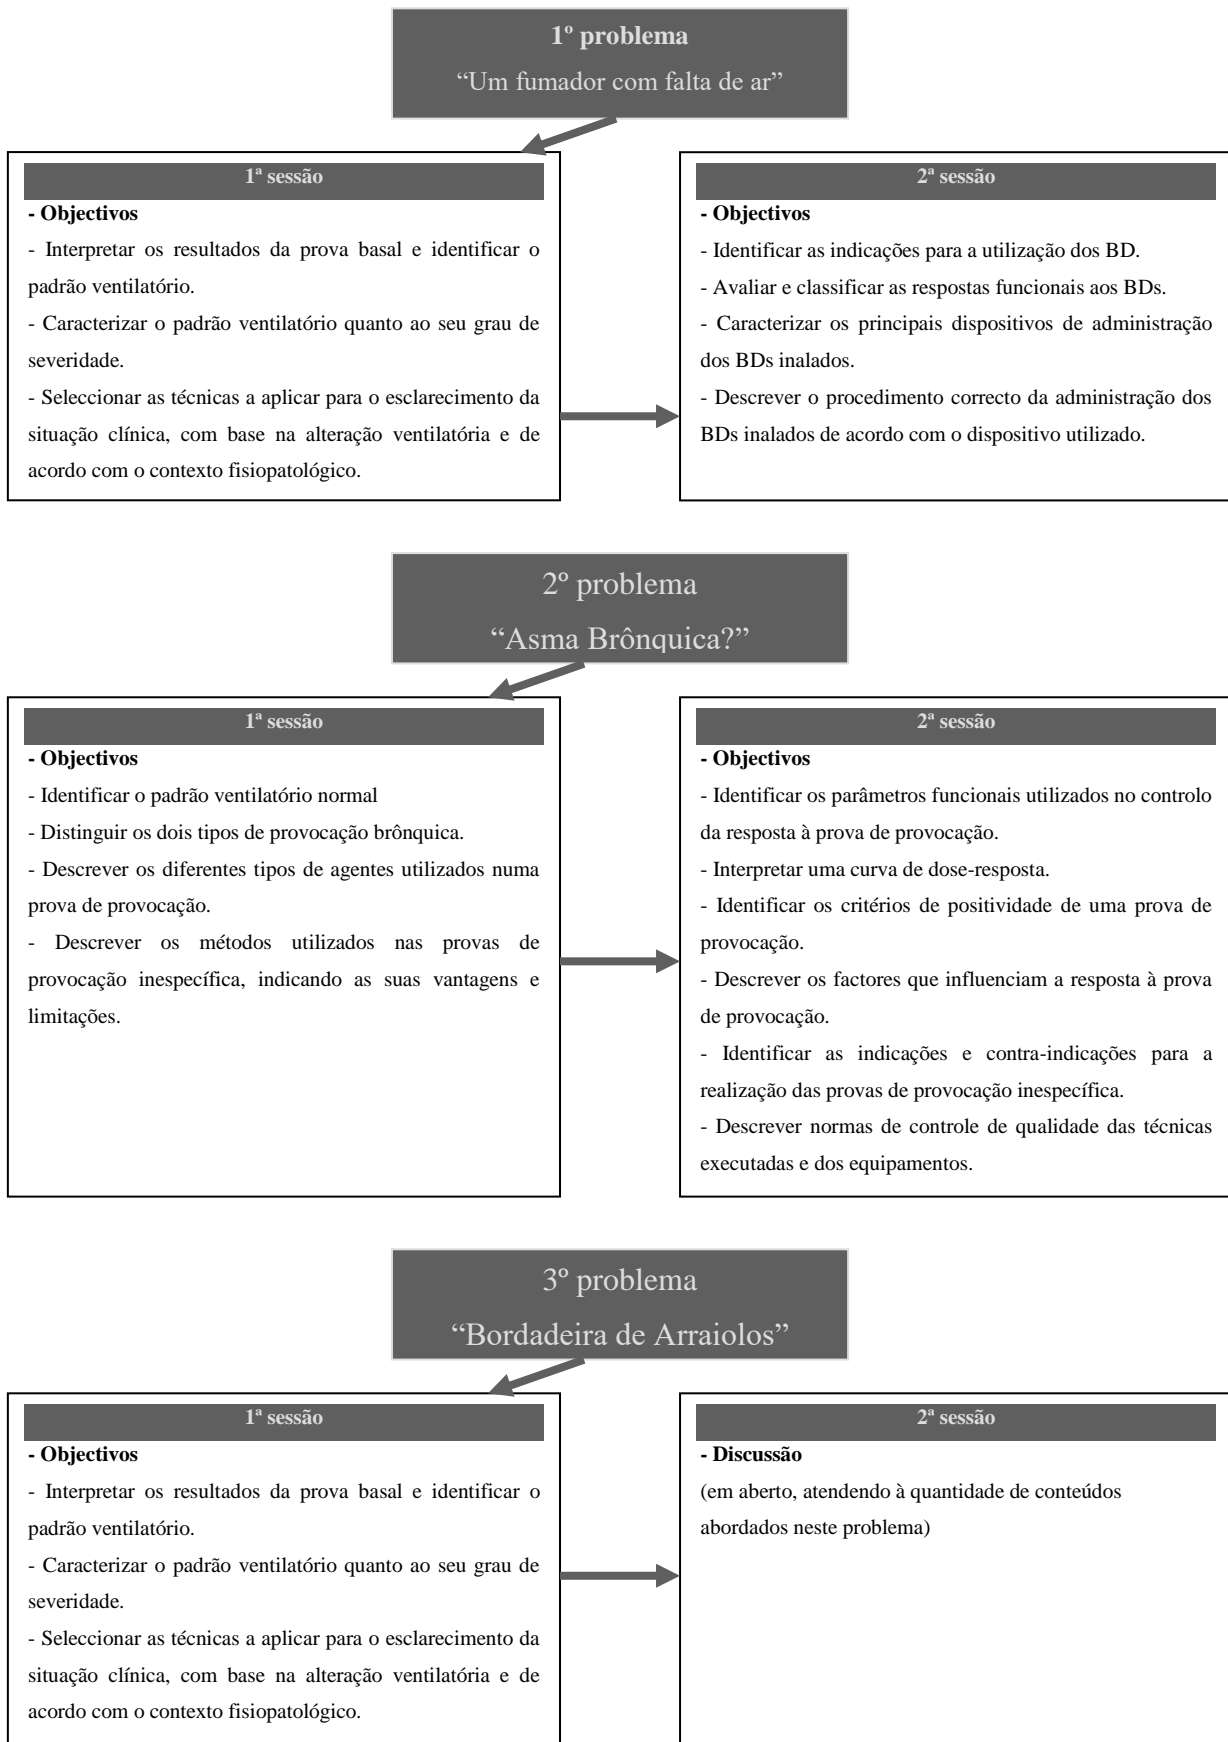 1º problema
“Um fumador com falta de ar”
1ª sessão
- Objectivos
- Interpretar os resultados da prova basal e identificar o
padrão ventilatório.
- Caracterizar o padrão ventilatório quanto ao seu grau de
severidade.
- Seleccionar as técnicas a aplicar para o esclarecimento da
situação clínica, com base na alteração ventilatória e de
acordo com o contexto fisiopatológico.
2ª sessão
- Objectivos
- Identificar as indicações para a utilização dos BD.
- Avaliar e classificar as respostas funcionais aos BDs.
- Caracterizar os principais dispositivos de administração
dos BDs inalados.
- Descrever o procedimento correcto da administração dos
BDs inalados de acordo com o dispositivo utilizado.
2º problema
“Asma Brônquica?”
1ª sessão
- Objectivos
- Identificar o padrão ventilatório normal
- Distinguir os dois tipos de provocação brônquica.
- Descrever os diferentes tipos de agentes utilizados numa
prova de provocação.
- Descrever os métodos utilizados nas provas de
provocação inespecífica, indicando as suas vantagens e
limitações.
2ª sessão
- Objectivos
- Identificar os parâmetros funcionais utilizados no controlo
da resposta à prova de provocação.
- Interpretar uma curva de dose-resposta.
- Identificar os critérios de positividade de uma prova de
provocação.
- Descrever os factores que influenciam a resposta à prova
de provocação.
- Identificar as indicações e contra-indicações para a
realização das provas de provocação inespecífica.
- Descrever normas de controle de qualidade das técnicas
executadas e dos equipamentos.
3º problema
“Bordadeira de Arraiolos”
1ª sessão
- Objectivos
- Interpretar os resultados da prova basal e identificar o
padrão ventilatório.
- Caracterizar o padrão ventilatório quanto ao seu grau de
severidade.
- Seleccionar as técnicas a aplicar para o esclarecimento da
situação clínica, com base na alteração ventilatória e de
acordo com o contexto fisiopatológico.
2ª sessão
- Discussão
(em aberto, atendendo à quantidade de conteúdos
abordados neste problema)